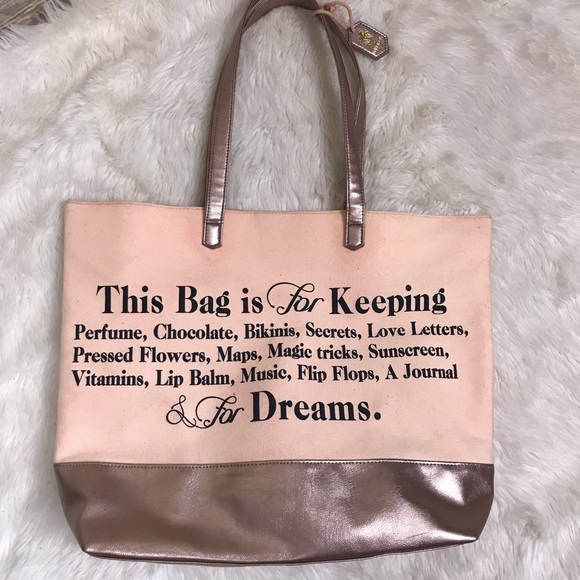 This Bag is for Keeping
Perfume, Chocolate, Bikinis, Secrets, Love Letters,
Pressed Flowers, Maps, Magic tricks, Sunscreen,
Vitamins, Lip Balm, Music, Flip Flops, A Journal
& for Dreams.